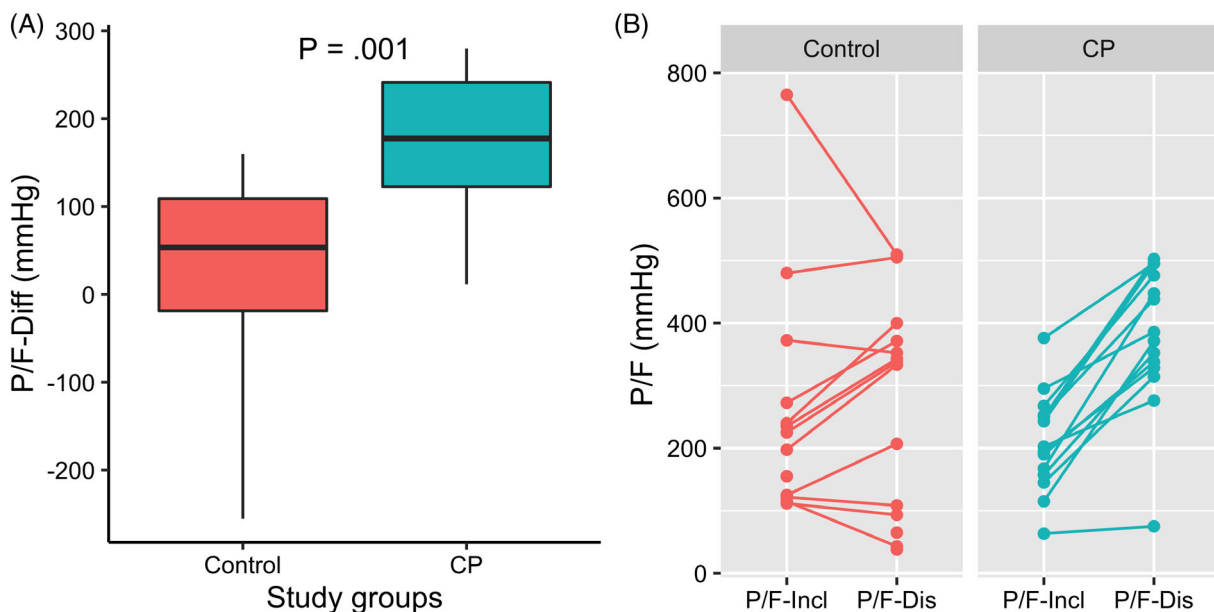 (A)
P = .001
P/F-Diff (mmHg)
300
200
100
0
-100
-200
Control
CP
Study groups
(B)
Control
CP
P/F (mmHg)
800
600
400
200
0
P/F-Incl
P/F-Dis
P/F-Incl
P/F-Dis